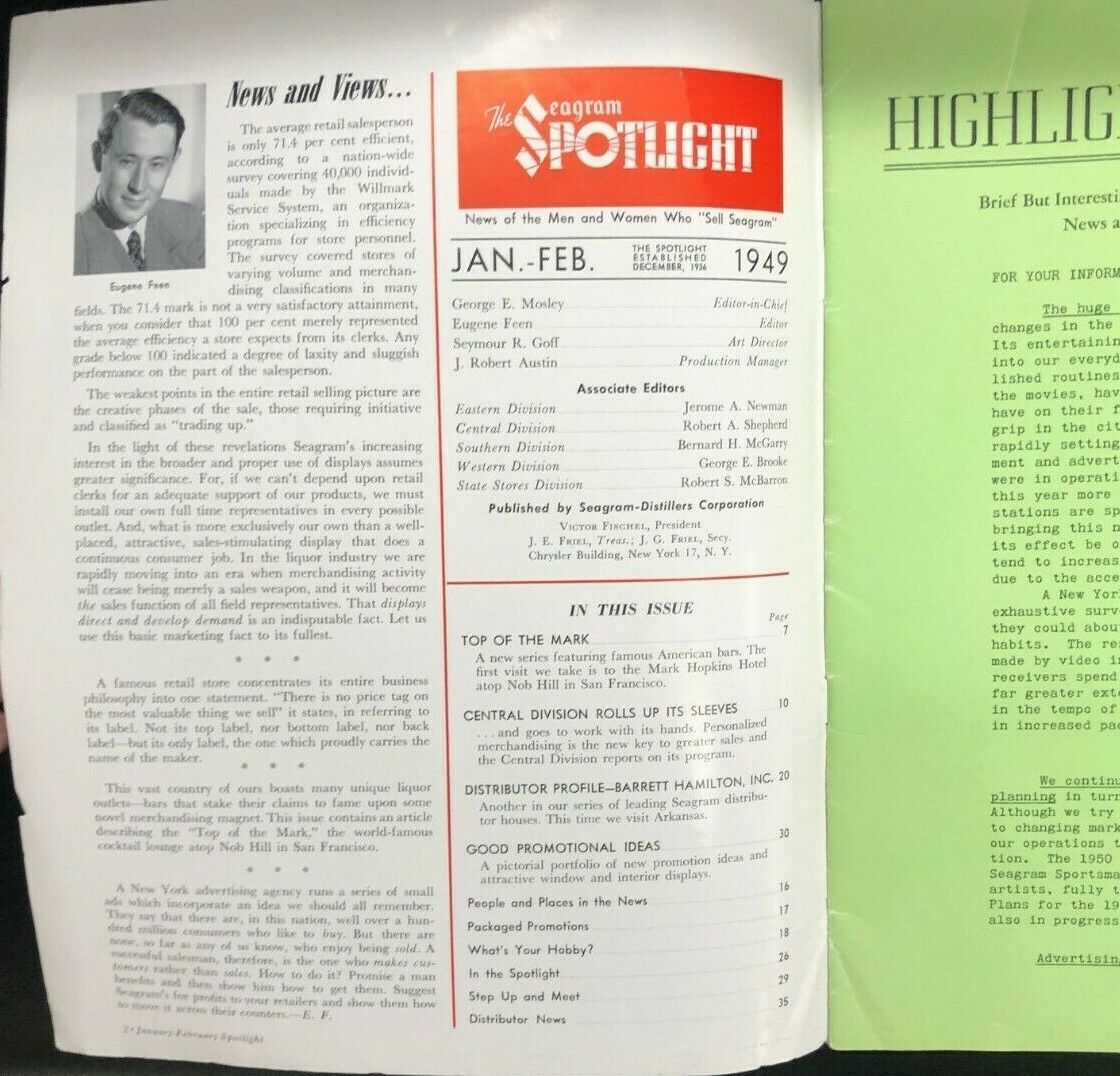 News and Views...
The average retail salesperson
is only 71.4 per cent efficient,
according to a nation-wide
survey covering 40,000 individ-
uals made by the Willmark
Service System, an organiza-
tion specializing in efficiency
programs for store personnel.
The survey covered stores of
varying volume and merchan-
dising classifications in many
Eugene Feen
fields. The 71.4 mark is not a very satisfactory attainment,
when you consider that 100 per cent merely represented
the average efficiency a store expects from its clerks. Any
grade below 100 indicated a degree of laxity and sluggish
performance on the part of the salesperson.
The weakest points in the entire retail selling picture are
the creative phases of the sale, those requiring initiative
and classified as "trading up."
In the light of these revelations Seagram's increasing
interest in the broader and proper use of displays assumes
greater significance. For, if we can't depend upon retail
clerks for an adequate support of our products, we must
install our own full time representatives in every possible
outlet. And, what is more exclusively our own than a well-
placed, attractive, sales-stimulating display that does a
continuous consumer job. In the liquor industry we are
rapidly moving into an era when merchandising activity
will cease being merely a sales weapon, and it will become
the sales function of all field representatives. That displays
direct and develop demand is an indisputable fact. Let us
use this basic marketing fact to its fullest.
* * *
A famous retail store concentrates its entire business
philosophy into one statement. "There is no price tag on
the most valuable thing we sell" it states, in referring to
its label. Not its top label, nor bottom label, nor back
label—but its only label, the one which proudly carries the
name of the maker.
* * *
This vast country of ours boasts many unique liquor
outlets—bars that stake their claims to fame upon some
novel merchandising magnet. This issue contains an article
describing the "Top of the Mark," the world-famous
cocktail lounge atop Nob Hill in San Francisco.
* * *
A New York advertising agency runs a series of small
ads which incorporate an idea we should all remember.
They say that there are, in this nation, well over a hun-
dred million consumers who like to buy. But there are
none, so far as any of us know, who enjoy being sold. A
successful salesman, therefore, is the one who makes cus-
tomers rather than sales. How to do it? Promise a man
benefits and then show him how to get them. Suggest
Seagram's for profits to your retailers and show them how
to move it across their counters.—E. F.
2 • January-February Spotlight
The Seagram
SPOTLIGHT
News of the Men and Women Who "Sell Seagram"
JAN.-FEB. THE SPOTLIGHT ESTABLISHED DECEMBER, 1936 1949
George E. Mosley Editor-in-Chief
Eugene Feen Editor
Seymour R. Goff Art Director
J. Robert Austin Production Manager
Associate Editors
Eastern Division Jerome A. Newman
Central Division Robert A. Shepherd
Southern Division Bernard H. McGarry
Western Division George E. Brooke
State Stores Division Robert S. McBarron
Published by Seagram-Distillers Corporation
VICTOR FISCHEL, President
J. E. FRIEL, Treas.; J. G. FRIEL, Secy.
Chrysler Building, New York 17, N. Y.
IN THIS ISSUE
Page
TOP OF THE MARK 7
A new series featuring famous American bars. The
first visit we take is to the Mark Hopkins Hotel
atop Nob Hill in San Francisco.
CENTRAL DIVISION ROLLS UP ITS SLEEVES 10
. . . and goes to work with its hands. Personalized
merchandising is the new key to greater sales and
the Central Division reports on its program.
DISTRIBUTOR PROFILE—BARRETT HAMILTON, INC. 20
Another in our series of leading Seagram distribu-
tor houses. This time we visit Arkansas.
GOOD PROMOTIONAL IDEAS 30
A pictorial portfolio of new promotion ideas and
attractive window and interior displays.
People and Places in the News 16
Packaged Promotions 17
What's Your Hobby? 18
In the Spotlight 26
Step Up and Meet 29
Distributor News 35
HIGHLIG
Brief But Interesti
News a
FOR YOUR INFORM
The huge
changes in the
Its entertainin
into our everyd
lished routines
the movies, hav
have on their f
grip in the cit
rapidly setting
ment and advert
were in operati
this year more
stations are sp
bringing this n
its effect be o
tend to increas
due to the acce
A New York
exhaustive surv
they could abou
habits. The re
made by video i
receivers spend
far greater exte
in the tempo of
in increased pac
We continu
planning in turn
Although we try
to changing mark
our operations t
tion. The 1950
Seagram Sportsma
artists, fully t
Plans for the 19
also in progress
Advertising